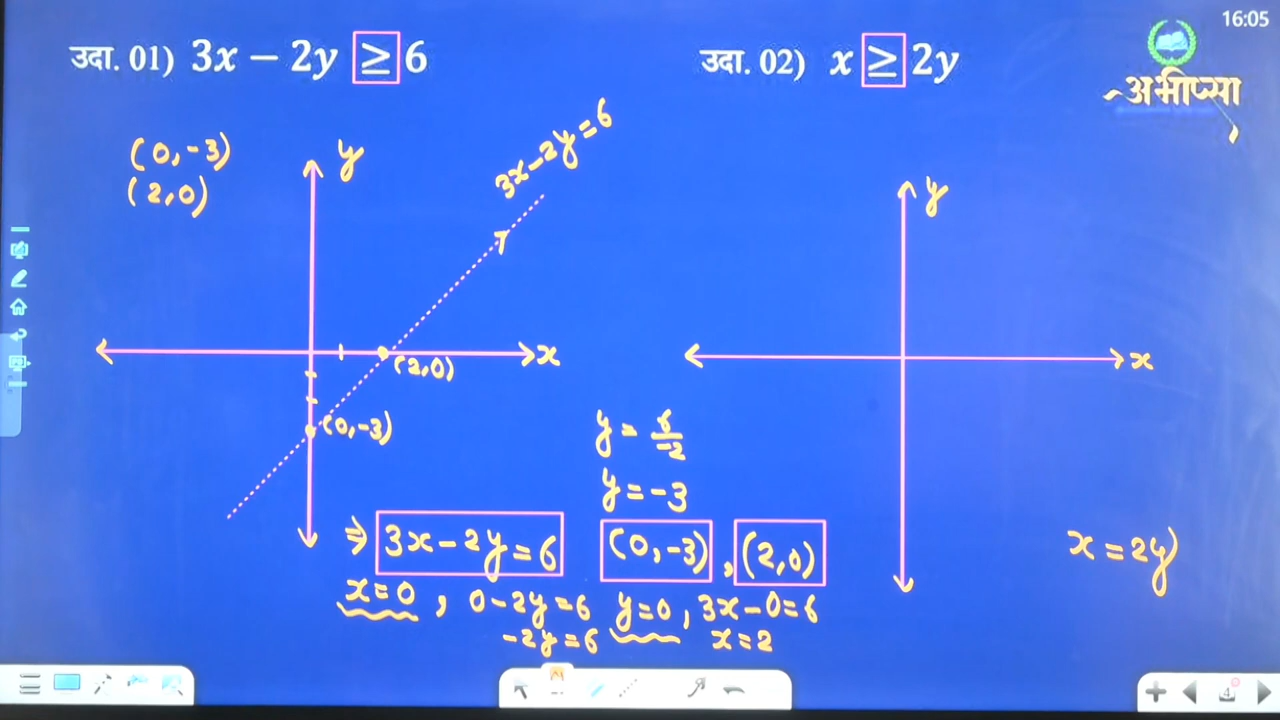 16:05
उदा. 01) 3x − 2y ≥ 6
उदा. 02) x ≥ 2y
अभीप्सा
(0,-3)
(2,0)
y
3x-2y=6
x
(2,0)
(0,-3)
y
x
y = 6/-2
y = -3
⇒ 3x-2y=6 (0,-3), (2,0)
x=0, 0-2y=6 y=0, 3x-0=6
-2y=6 x=2
x=2y
4